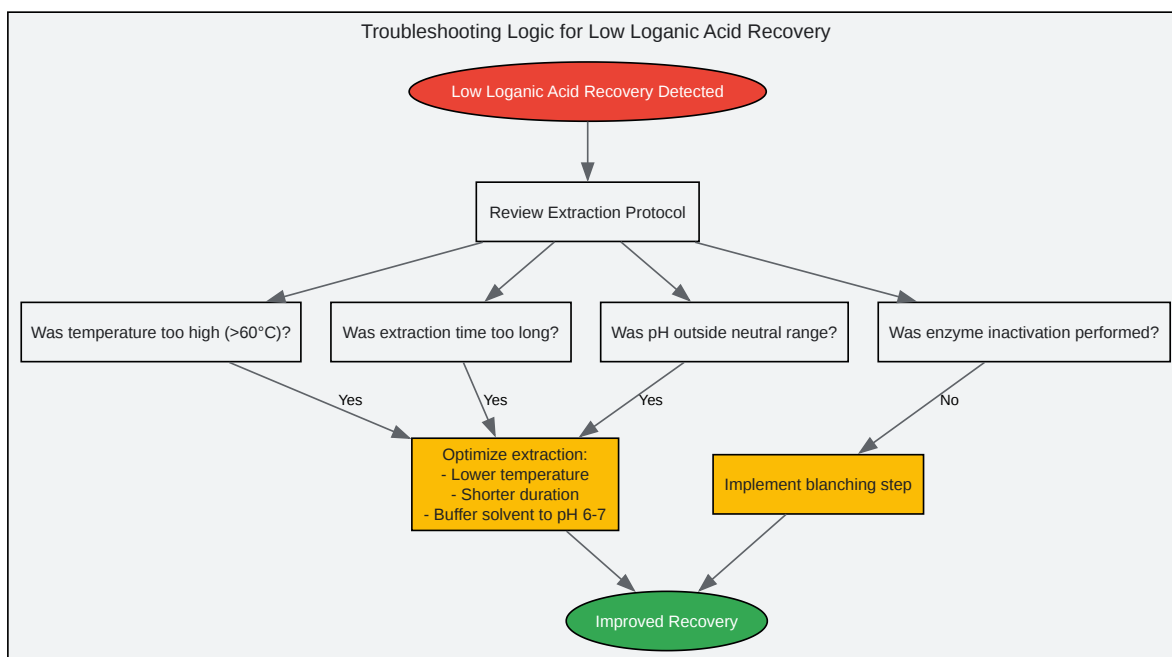 Troubleshooting Logic for Low Loganic Acid Recovery
Low Loganic Acid Recovery Detected
Review Extraction Protocol
Was temperature too high (>60°C)?
Was extraction time too long?
Was pH outside neutral range?
Was enzyme inactivation performed?
Yes
Yes
Yes
No
Optimize extraction:
- Lower temperature
- Shorter duration
- Buffer solvent to pH 6-7
Implement blanching step
Improved Recovery